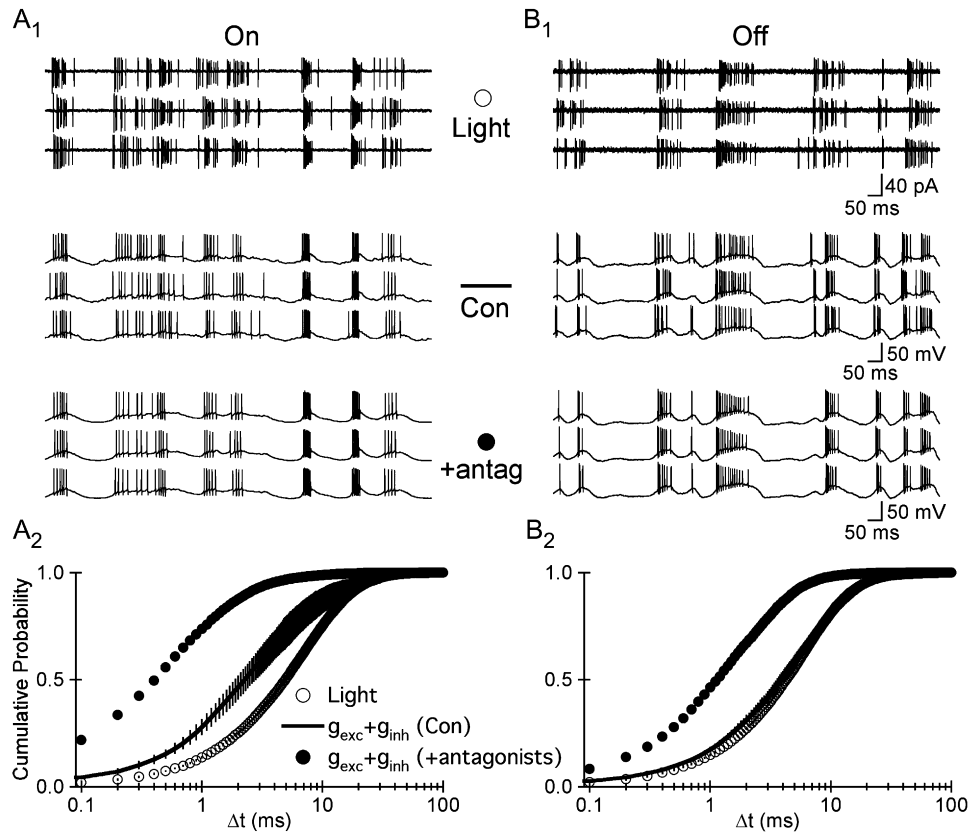 A1
On
Light
B1
Off
40 pA
50 ms
Con
50 mV
50 ms
+antag
50 mV
50 ms
A2
Cumulative Probability
1.0
0.5
0.0
0.1
1
10
100
Δt (ms)
Light
gexc+ginh (Con)
gexc+ginh (+antagonists)
B2
1.0
0.5
0.0
0.1
1
10
100
Δt (ms)